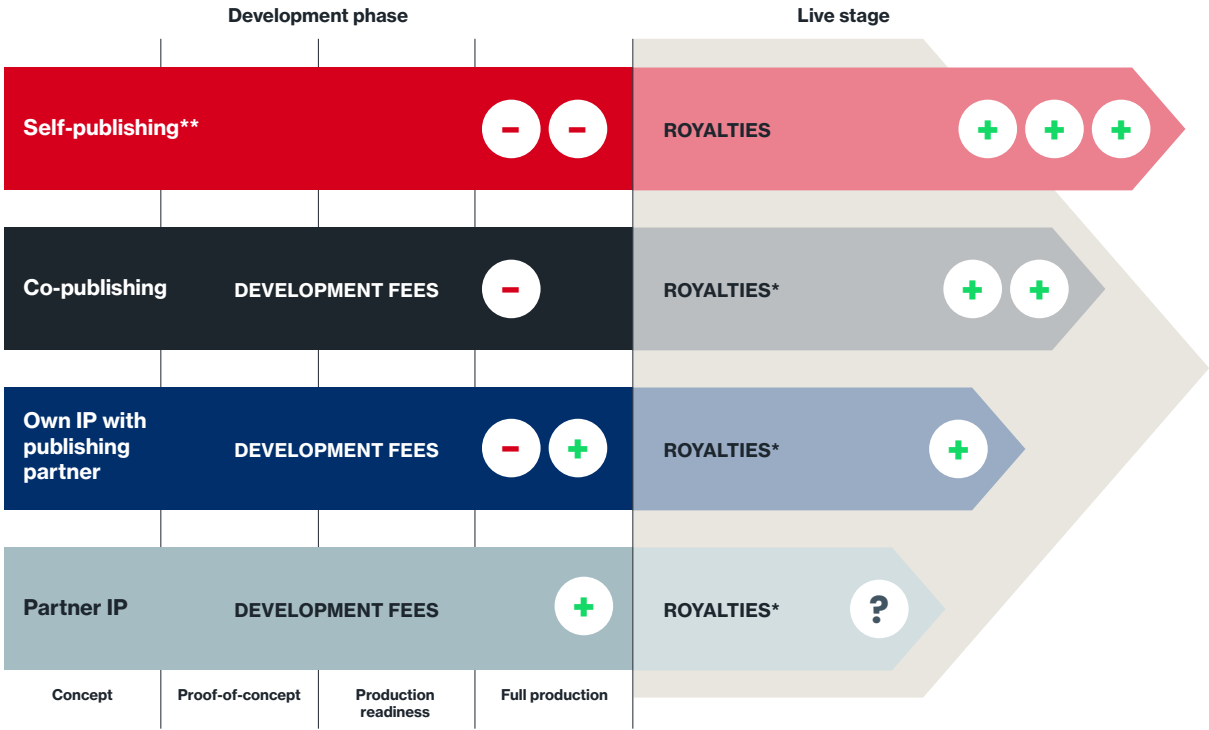 Development phase
Live stage
Self-publishing**
ROYALTIES
Co-publishing
DEVELOPMENT FEES
ROYALTIES*
Own IP with
publishing
partner
DEVELOPMENT FEES
ROYALTIES*
Partner IP
DEVELOPMENT FEES
ROYALTIES*
?
Concept
Proof-of-concept
Production
readiness
Full production